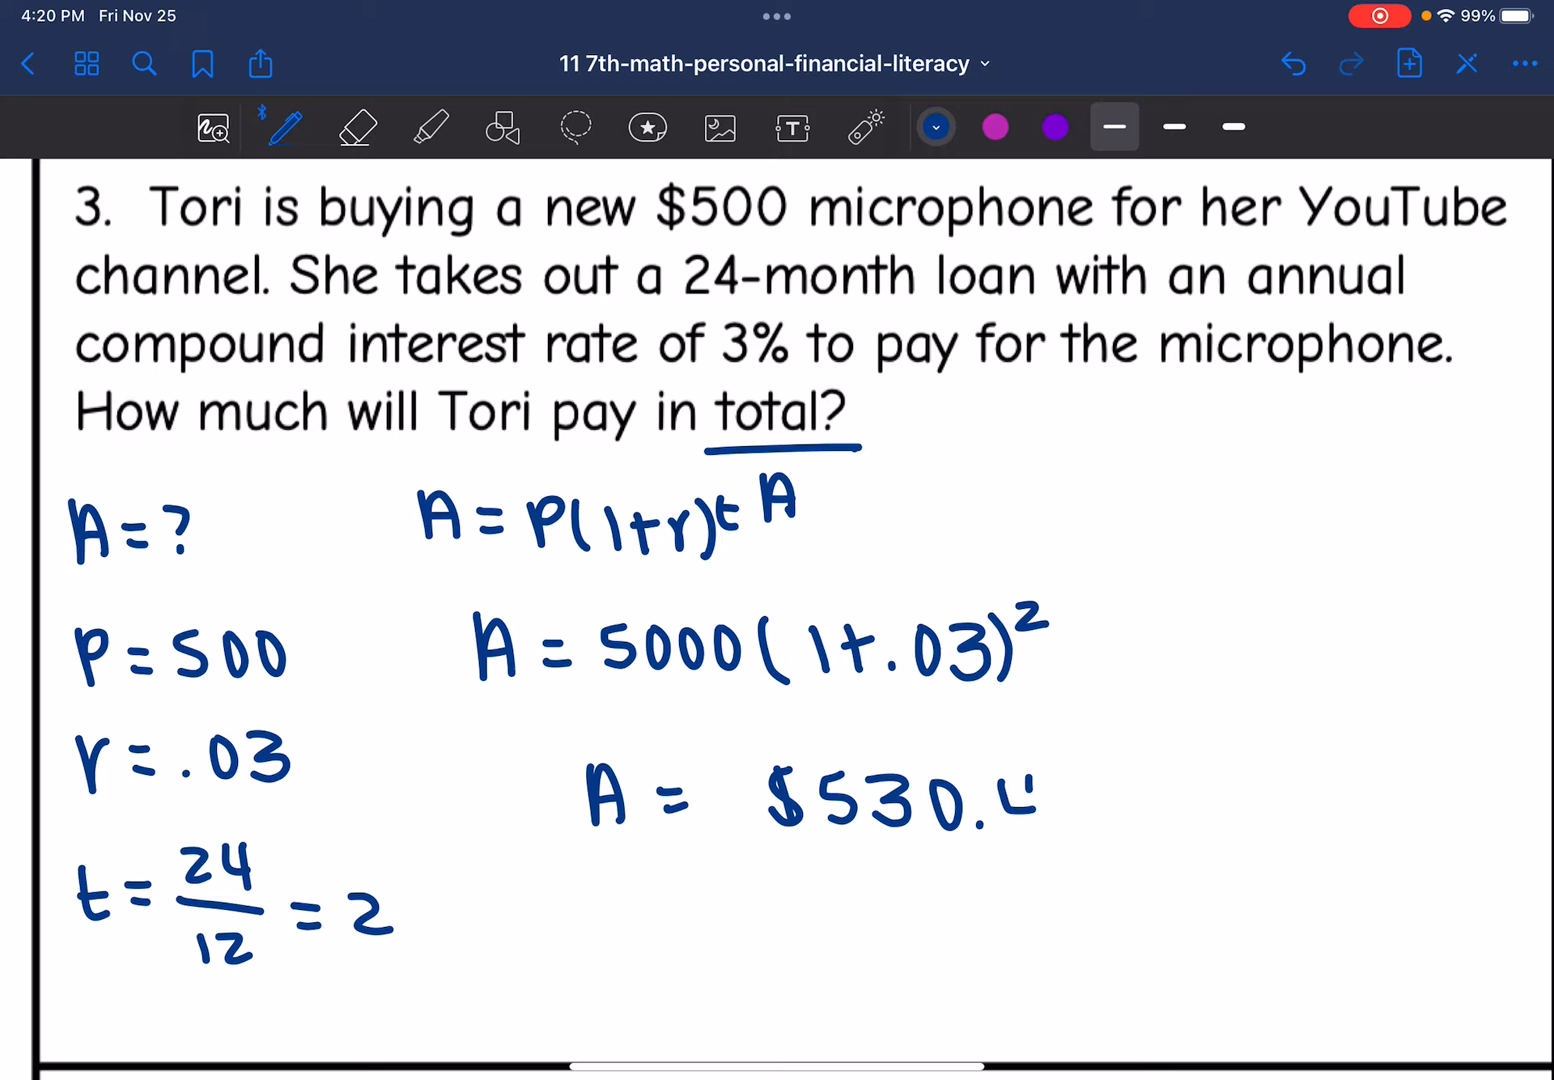 4:20 PM Fri Nov 25
99%
11 7th-math-personal-financial-literacy
3. Tori is buying a new $500 microphone for her YouTube
channel. She takes out a 24-month loan with an annual
compound interest rate of 3% to pay for the microphone.
How much will Tori pay in total?
A = ?
A = P(1+r)^t
A
P = 500
A = 5000(1+.03)^2
r = .03
A = $530.4
t = 24/12 = 2